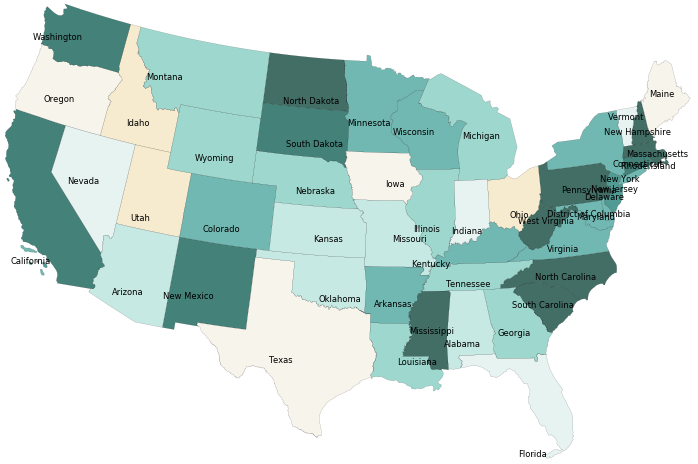 Washington
Montana
Maine
Oregon
North Dakota
Idaho
Minnesota
Vermont
Wisconsin
New Hampshire
Michigan
South Dakota
Massachusetts
Wyoming
Connecticut
Rhodeisland
Nevada
New York
Iowa
Nebraska
Pennsylvania
New Jersey
Delaware
Utah
Ohio
District of Columbia
Maryland
West Virginia
Colorado
Illinois
Indiana
Kansas
Missouri
Virginia
California
Kentucky
North Carolina
Tennessee
Arizona
New Mexico
Oklahoma
Arkansas
South Carolina
Mississippi
Georgia
Alabama
Texas
Louisiana
Florida